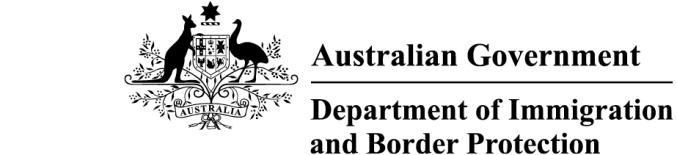 AUSTRALIA
Australian Government
Department of Immigration
and Border Protection